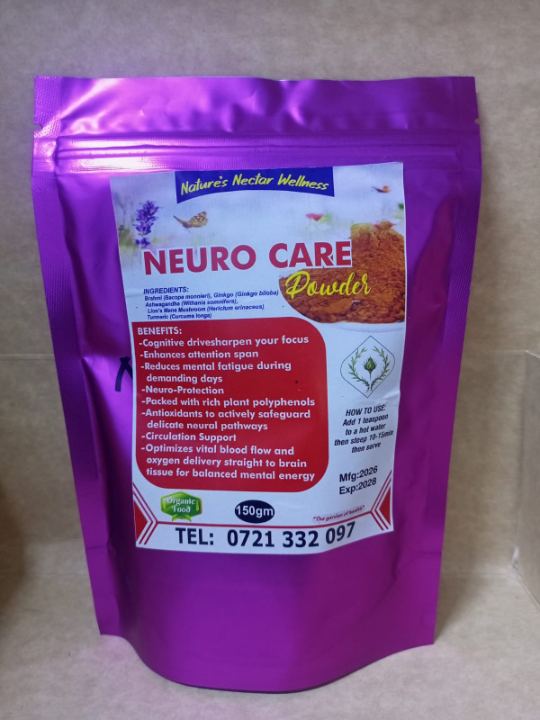 Nature's Nectar Wellness
NEURO CARE
Powder
INGREDIENTS:
Brahmi (Bacopa monnieri), Ginkgo (Ginkgo biloba)
Ashwagandha (Withania somnifera),
Lion's Mane Mushroom (Hericium erinaceus)
Turmeric (Curcuma longa)
BENEFITS:
-Cognitive drivesharpen your focus
-Enhances attention span
-Reduces mental fatigue during
demanding days
-Neuro-Protection
-Packed with rich plant polyphenols
-Antioxidants to actively safeguard
delicate neural pathways
-Circulation Support
-Optimizes vital blood flow and
oxygen delivery straight to brain
tissue for balanced mental energy
HOW TO USE:
Add 1 teaspoon
to a hot water
then steep 10-15min
then serve
Mfg:2026
Exp:2028
Organic
Food
150gm
"The garden of health"
TEL: 0721 332 097